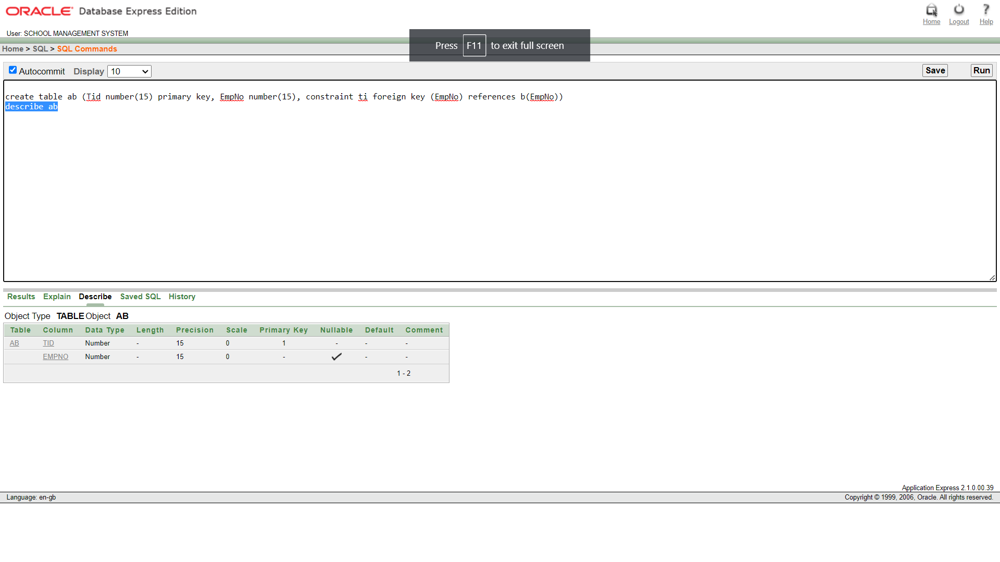 ORACLE Database Express Edition
Home Logout Help
User: SCHOOL MANAGEMENT SYSTEM
Press F11 to exit full screen
Home > SQL > SQL Commands
Autocommit Display 10 Save Run
create table ab (Tid number(15) primary key, EmpNo number(15), constraint ti foreign key (EmpNo) references b(EmpNo))
describe ab
Results Explain Describe Saved SQL History
Object Type TABLE Object AB
Table Column Data Type Length Precision Scale Primary Key Nullable Default Comment
AB TID Number - 15 0 1 - - -
EMPNO Number - 15 0 - - -
1 - 2
Application Express 2.1.0.00.39
Language: en-gb Copyright © 1999, 2006, Oracle. All rights reserved.